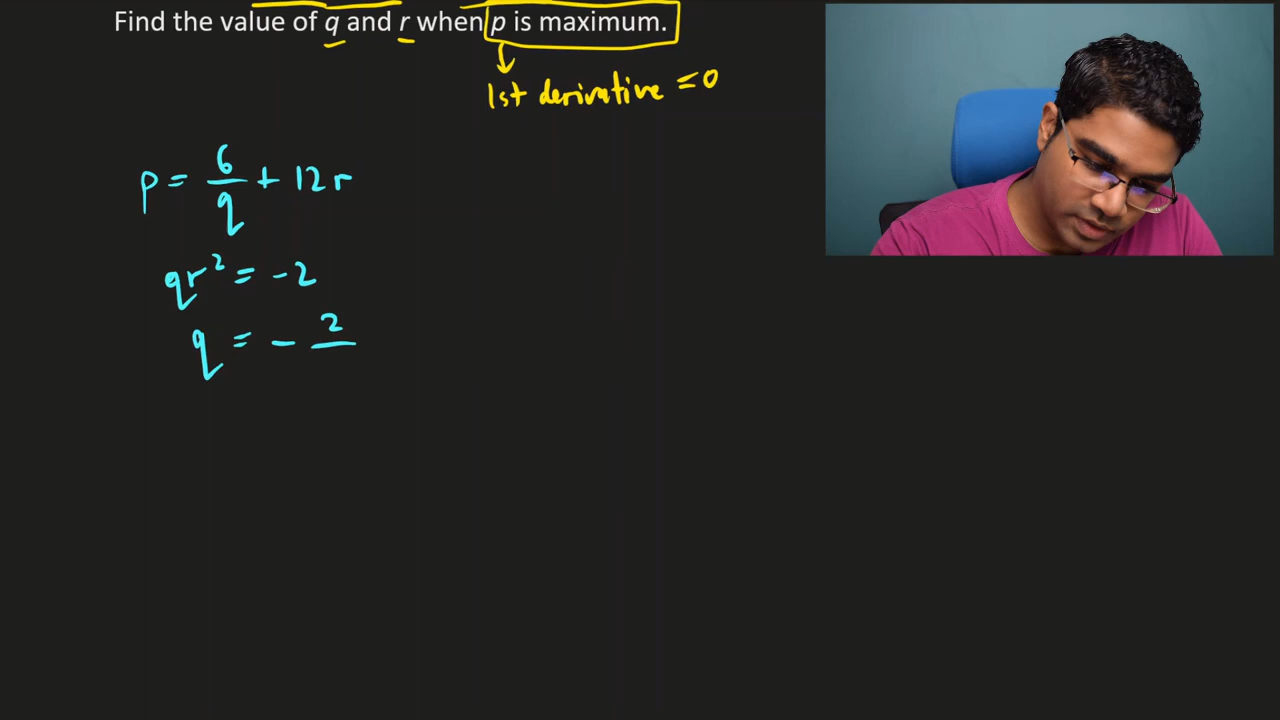 Find the value of q and r when p is maximum.
1st derivative = 0
p = 6/q + 12r
qr² = -2
q = - 2/